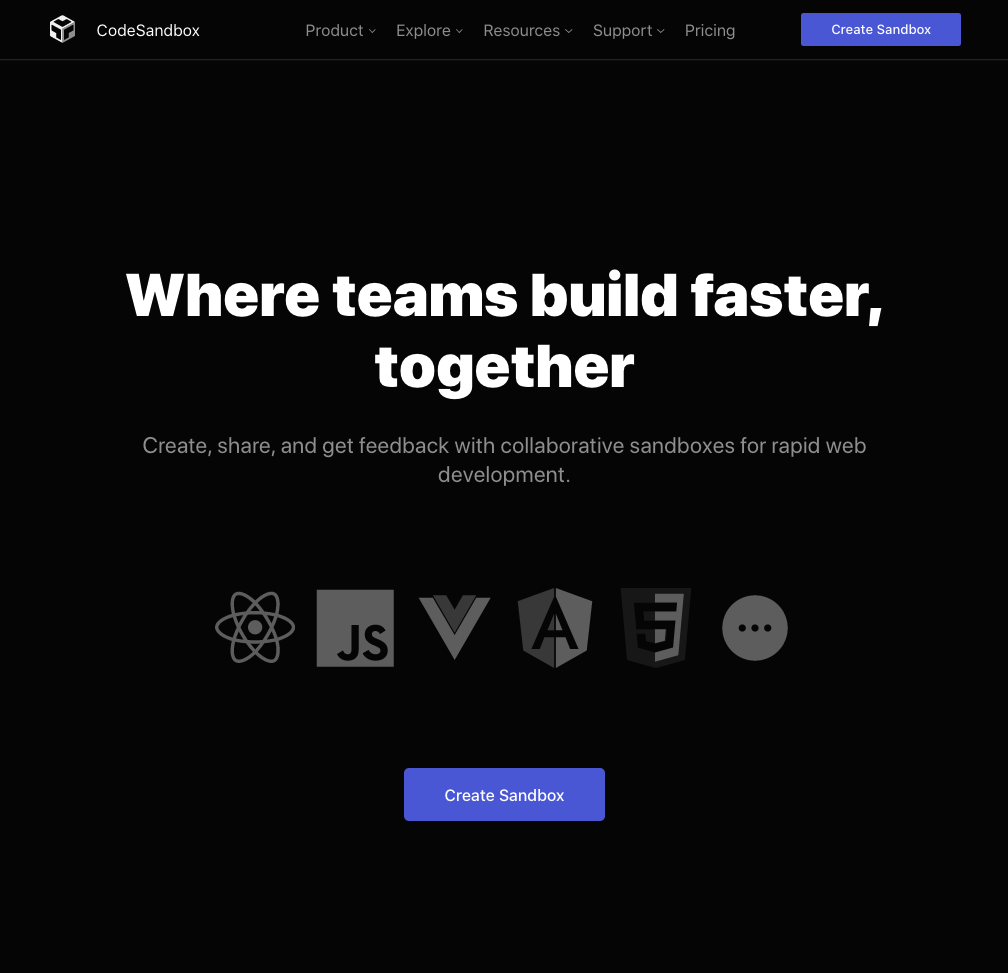 CodeSandbox Product Explore Resources Support Pricing Create Sandbox
Where teams build faster,
together
Create, share, and get feedback with collaborative sandboxes for rapid web
development.
JS A 5
Create Sandbox